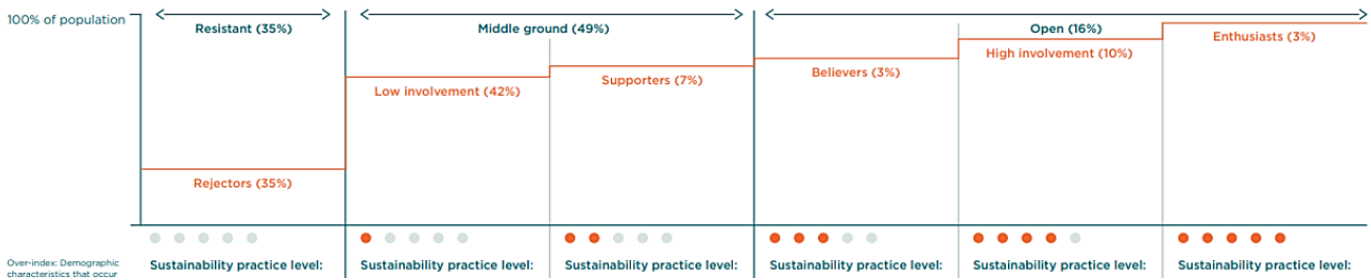 100% of population
Resistant (35%)
Middle ground (49%)
Open (16%)
Rejectors (35%)
Low involvement (42%)
Supporters (7%)
Believers (3%)
High involvement (10%)
Enthusiasts (3%)
Over-index: Demographic
characteristics that occur
Sustainability practice level:
Sustainability practice level:
Sustainability practice level:
Sustainability practice level:
Sustainability practice level:
Sustainability practice level: